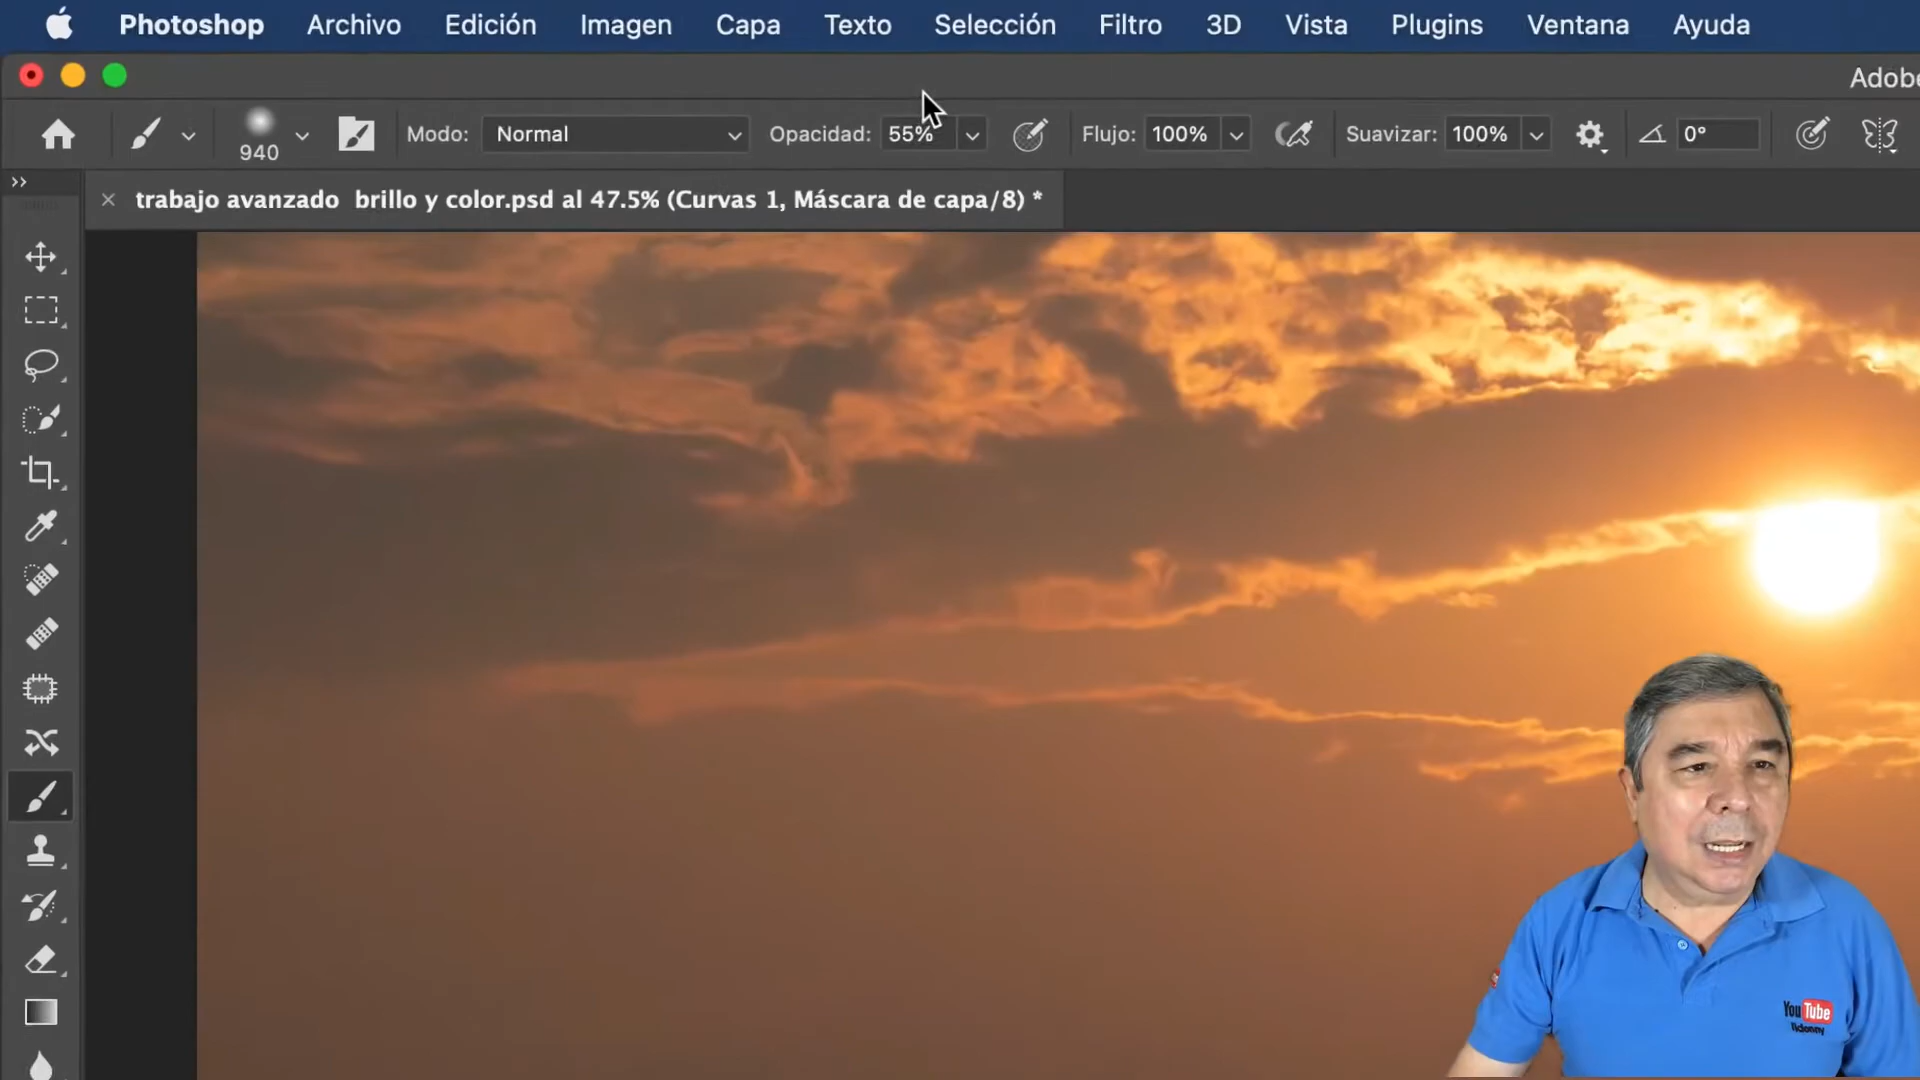 Photoshop Archivo Edición Imagen Capa Texto Selección Filtro 3D Vista Plugins Ventana Ayuda
Adobe
940 Modo: Normal Opacidad: 55% Flujo: 100% Suavizar: 100% 0°
trabajo avanzado brillo y color.psd al 47.5% (Curvas 1, Máscara de capa/8) *
YouTube